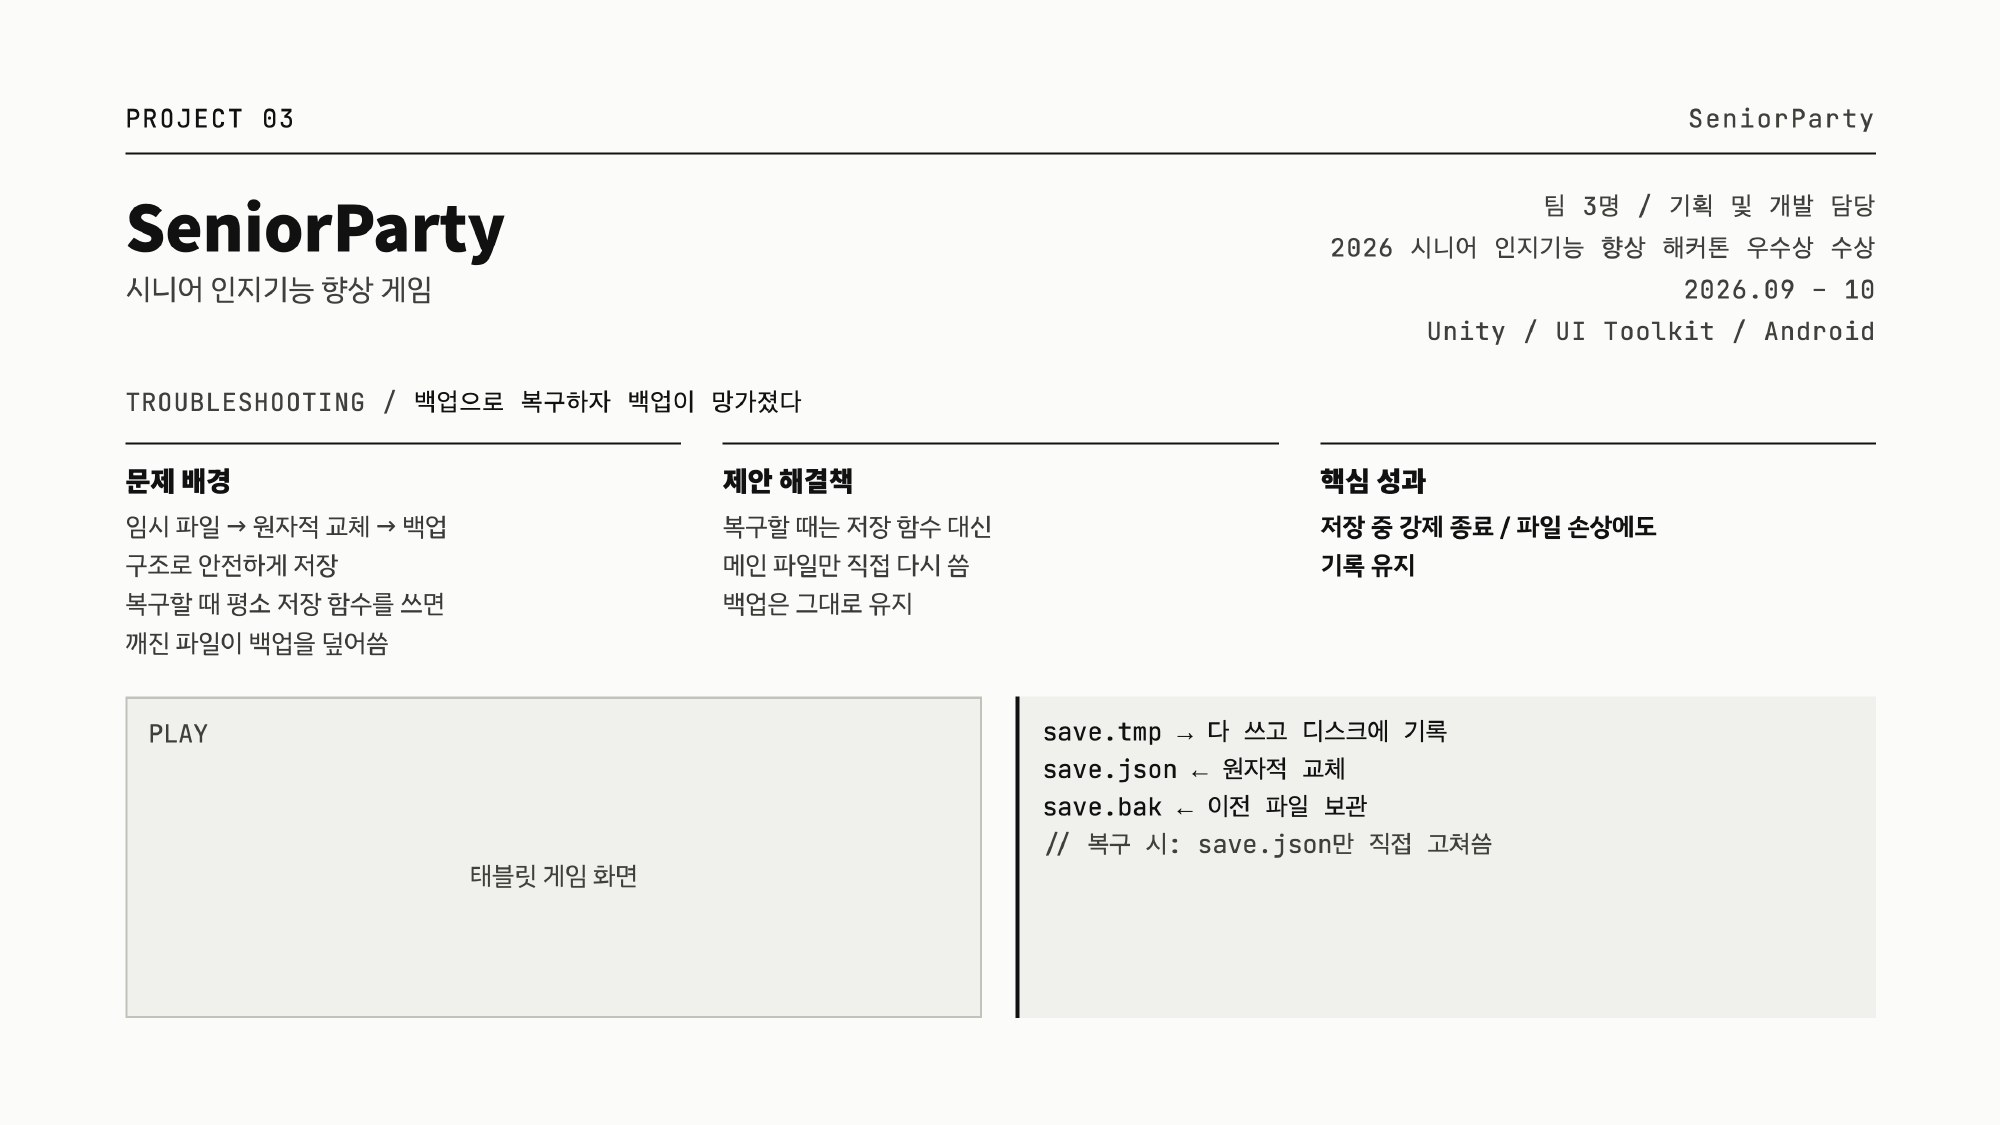 PROJECT 03
SeniorParty
SeniorParty
시니어 인지기능 향상 게임
팀 3명 / 기획 및 개발 담당
2026 시니어 인지기능 향상 해커톤 우수상 수상
2026.09 – 10
Unity / UI Toolkit / Android
TROUBLESHOOTING / 백업으로 복구하자 백업이 망가졌다
문제 배경
임시 파일 → 원자적 교체 → 백업
구조로 안전하게 저장
복구할 때 평소 저장 함수를 쓰면
깨진 파일이 백업을 덮어씀
제안 해결책
복구할 때는 저장 함수 대신
메인 파일만 직접 다시 씀
백업은 그대로 유지
핵심 성과
저장 중 강제 종료 / 파일 손상에도
기록 유지
PLAY
태블릿 게임 화면
save.tmp → 다 쓰고 디스크에 기록
save.json ← 원자적 교체
save.bak ← 이전 파일 보관
// 복구 시: save.json만 직접 고쳐씀